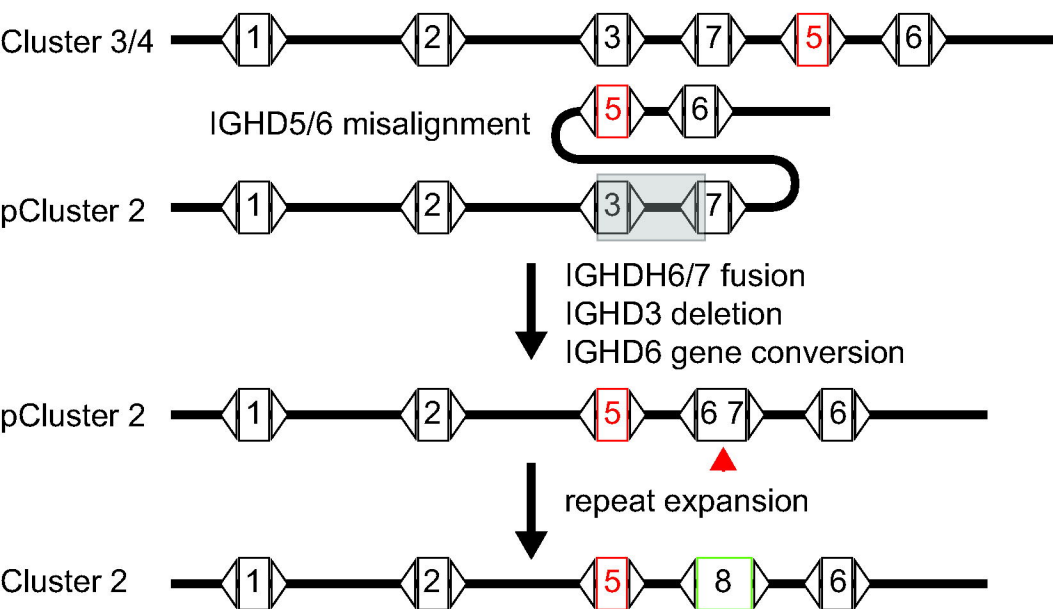 Cluster 3/4 1 2 3 7 5 6
5 6
IGHD5/6 misalignment
pCluster 2 1 2 3 7
IGHDH6/7 fusion
IGHD3 deletion
IGHD6 gene conversion
pCluster 2 1 2 5 6 7 6
repeat expansion
Cluster 2 1 2 5 8 6